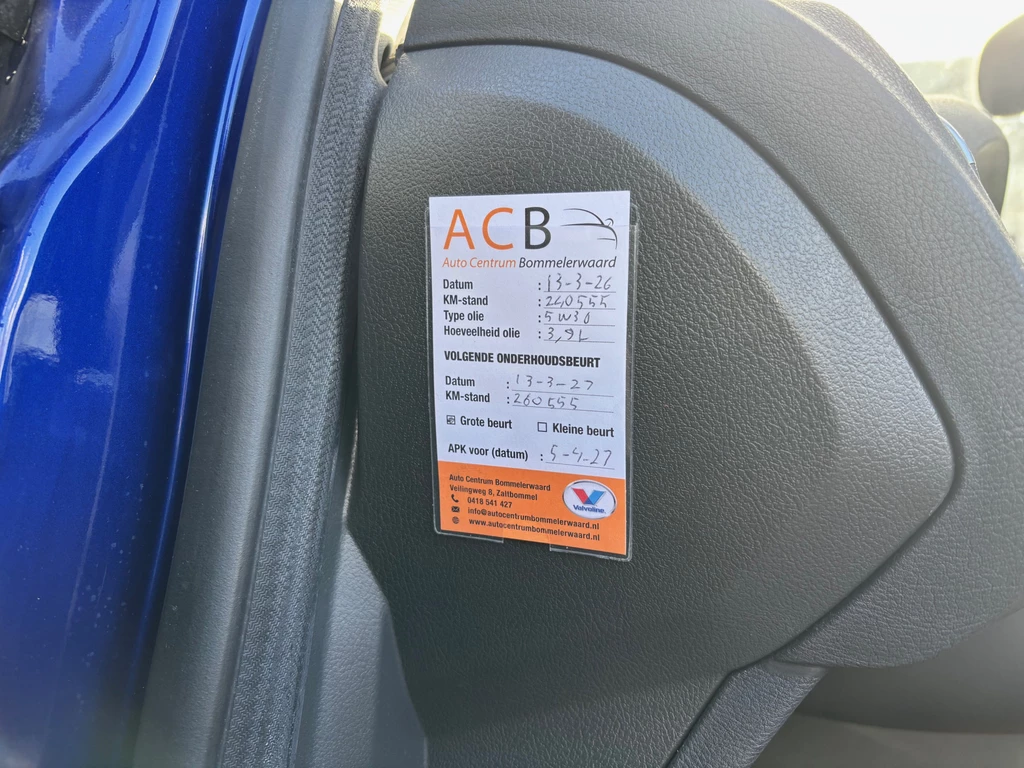 ACB
Auto Centrum Bommelerwaard
Datum : 13-3-26
KM-stand : 240555
Type olie : 5W30
Hoeveelheid olie : 3,9L
VOLGENDE ONDERHOUDSBEURT
Datum : 13-3-27
KM-stand : 260555
Grote beurt Kleine beurt
APK voor (datum) : 5-4-27
Auto Centrum Bommelerwaard
Veilingweg 8, Zaltbommel
0418 541 427
info@autocentrumbommelerwaard.nl
www.autocentrumbommelerwaard.nl
Valvoline